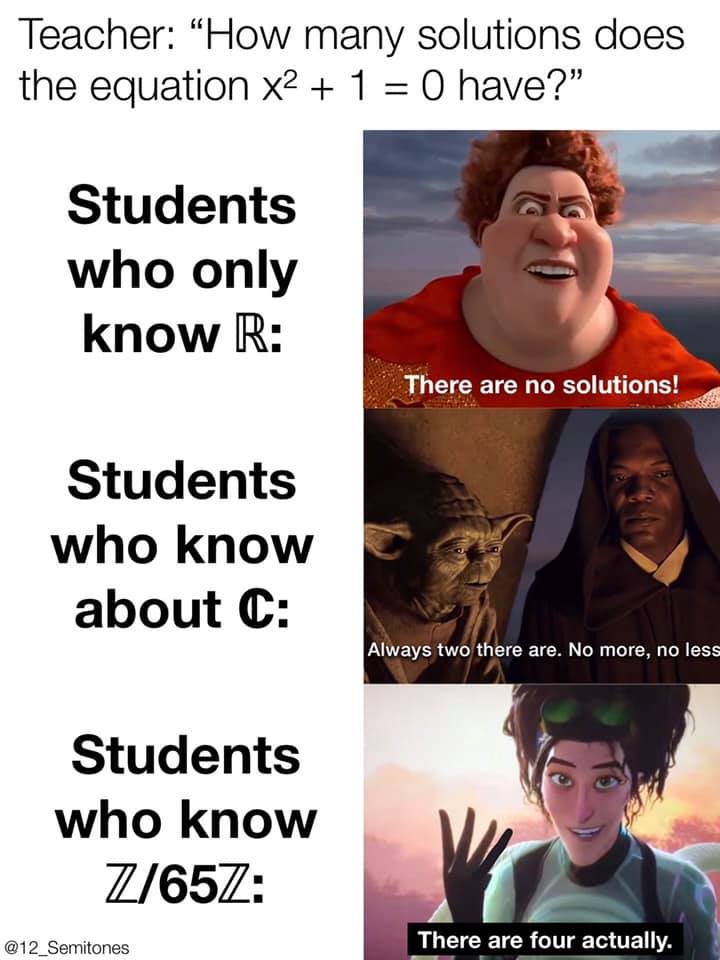 Teacher: “How many solutions does
the equation x² + 1 = 0 have?”
Students
who only
know ℝ:
There are no solutions!
Students
who know
about ℂ:
Always two there are. No more, no less
Students
who know
ℤ/65ℤ:
There are four actually.
@12_Semitones